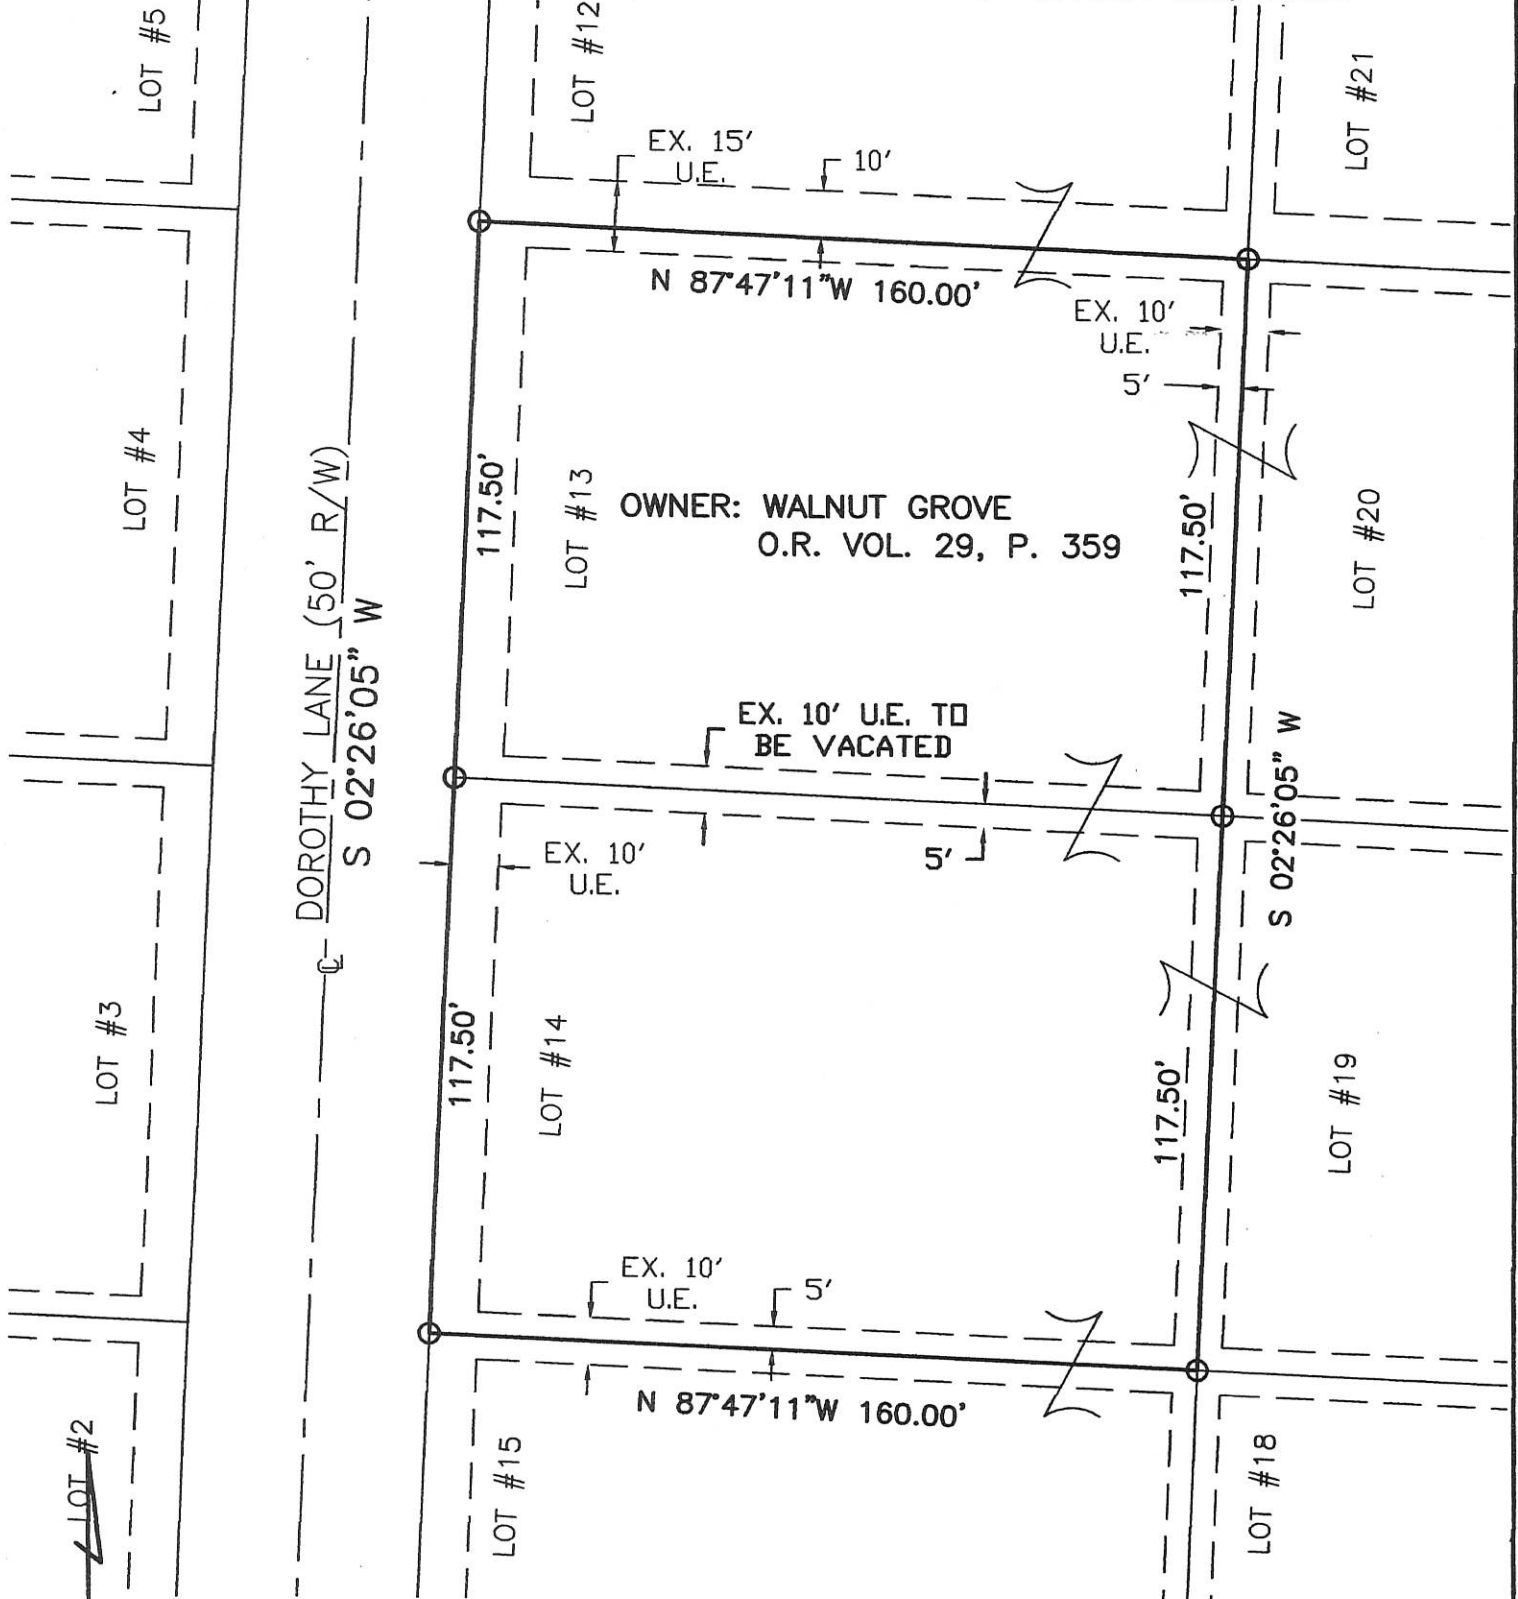 LOT #5
LOT #12
LOT #21
EX. 15'
U.E.
10'
N 87°47'11"W 160.00'
EX. 10'
U.E.
5'
LOT #4
117.50'
LOT #13
OWNER: WALNUT GROVE
O.R. VOL. 29, P. 359
117.50'
LOT #20
℄ DOROTHY LANE (50' R/W)
S 02°26'05" W
EX. 10' U.E. TO
BE VACATED
S 02°26'05" W
5'
EX. 10'
U.E.
LOT #3
117.50'
LOT #14
117.50'
LOT #19
EX. 10'
U.E.
5'
N 87°47'11"W 160.00'
LOT #2
LOT #15
LOT #18